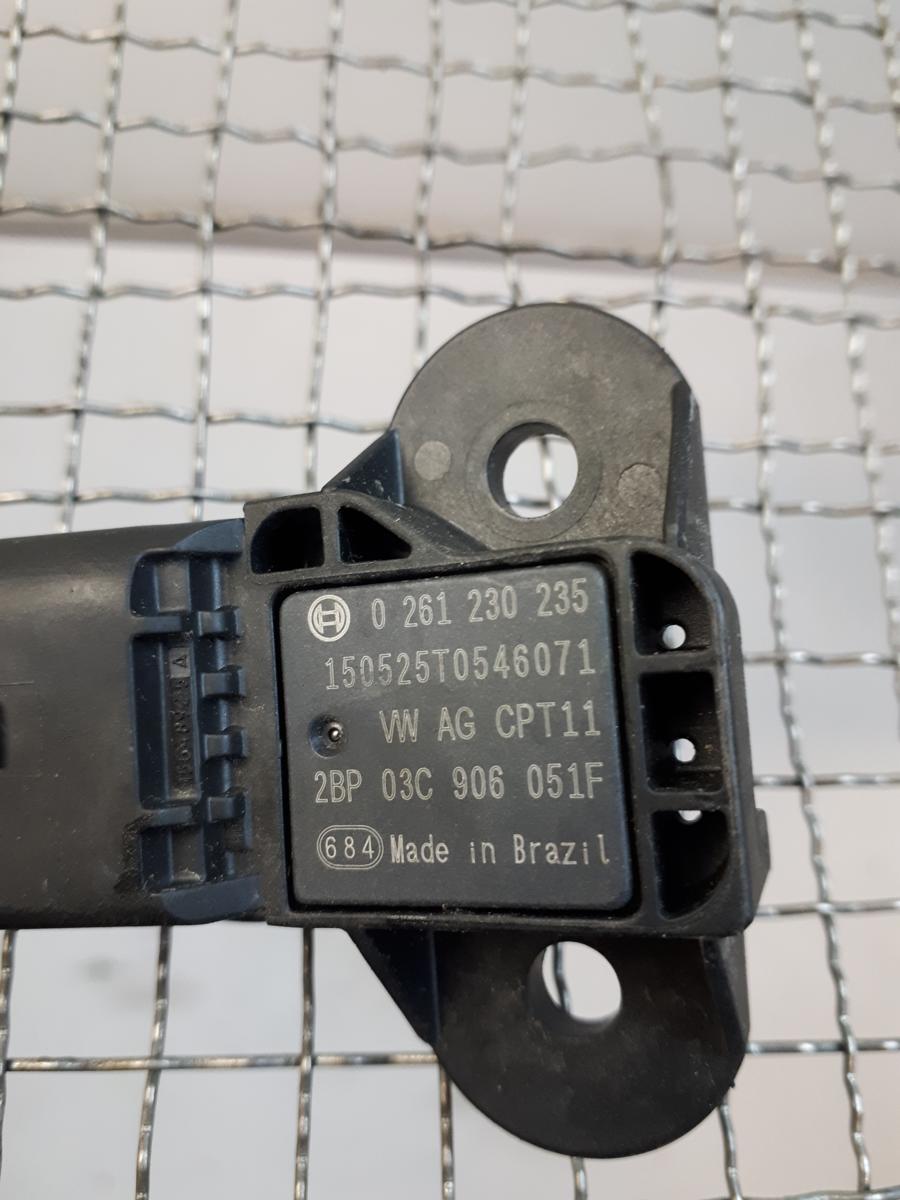 0 261 230 235
150525T0546071
VW AG CPT11
2BP 03C 906 051F
684 Made in Brazil